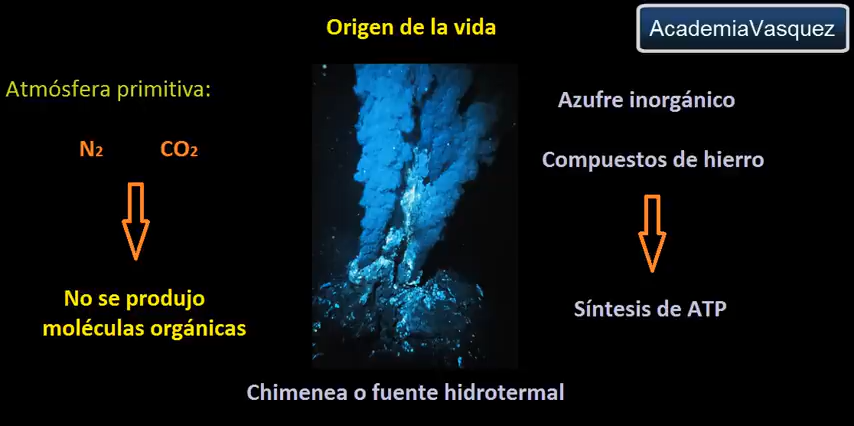 Origen de la vida
AcademiaVasquez
Atmósfera primitiva:
N₂ CO₂
No se produjo
moléculas orgánicas
Azufre inorgánico
Compuestos de hierro
Síntesis de ATP
Chimenea o fuente hidrotermal